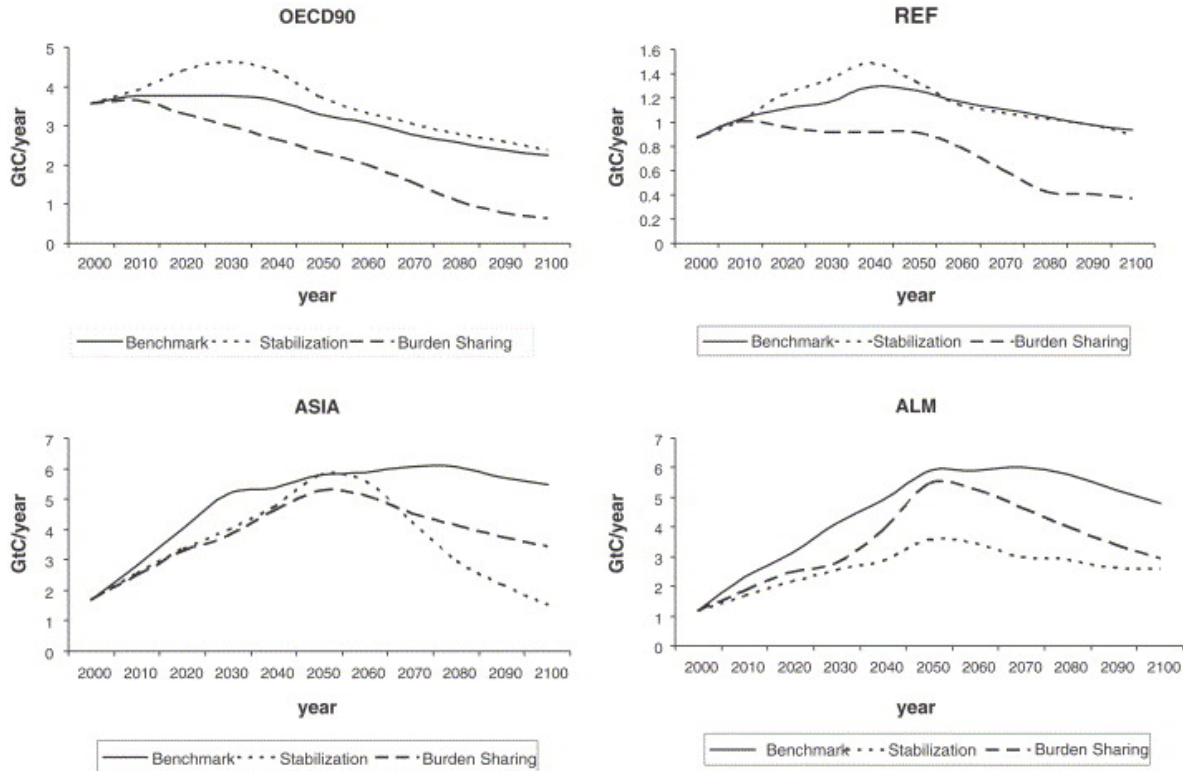 OECD90
GtC/year
5
4
3
2
1
0
2000 2010 2020 2030 2040 2050 2060 2070 2080 2090 2100
year
Benchmark Stabilization Burden Sharing
REF
GtC/year
1.6
1.4
1.2
1
0.8
0.6
0.4
0.2
0
2000 2010 2020 2030 2040 2050 2060 2070 2080 2090 2100
year
Benchmark Stabilization Burden Sharing
ASIA
GtC/year
7
6
5
4
3
2
1
0
2000 2010 2020 2030 2040 2050 2060 2070 2080 2090 2100
year
Benchmark Stabilization Burden Sharing
ALM
GtC/year
7
6
5
4
3
2
1
0
2000 2010 2020 2030 2040 2050 2060 2070 2080 2090 2100
year
Benchmark Stabilization Burden Sharing